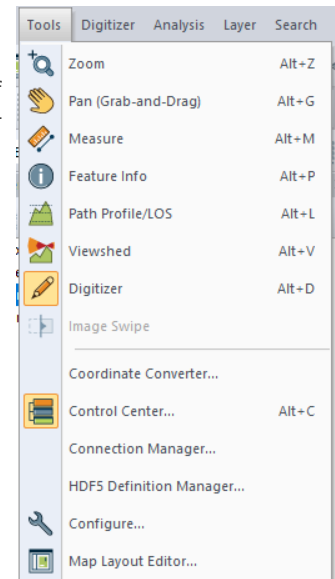 Tools Digitizer Analysis Layer Search
Zoom Alt+Z
Pan (Grab-and-Drag) Alt+G
Measure Alt+M
Feature Info Alt+P
Path Profile/LOS Alt+L
Viewshed Alt+V
Digitizer Alt+D
Image Swipe
Coordinate Converter...
Control Center... Alt+C
Connection Manager...
HDF5 Definition Manager...
Configure...
Map Layout Editor...